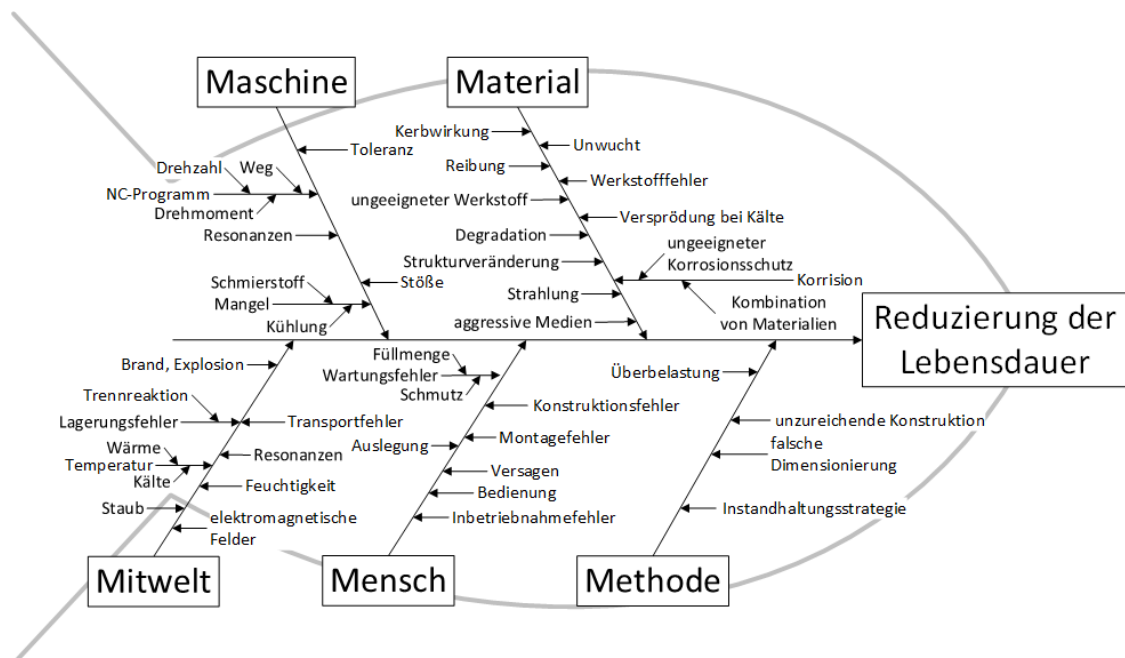 Maschine
Material
Kerbwirkung
Unwucht
Toleranz
Reibung
Drehzahl
Weg
Werkstofffehler
NC-Programm
ungeeigneter Werkstoff
Drehmoment
Versprödung bei Kälte
Resonanzen
Degradation
ungeeigneter
Korrosionsschutz
Strukturveränderung
Stöße
Korrision
Schmierstoff
Mangel
Strahlung
Kombination
von Materialien
Kühlung
aggressive Medien
Reduzierung der
Lebensdauer
Brand, Explosion
Füllmenge
Wartungsfehler
Schmutz
Überbelastung
Trennreaktion
Lagerungsfehler
Transportfehler
Konstruktionsfehler
unzureichende Konstruktion
Auslegung
Montagefehler
falsche
Dimensionierung
Wärme
Temperatur
Kälte
Resonanzen
Versagen
Feuchtigkeit
Bedienung
Staub
elektromagnetische
Felder
Inbetriebnahmefehler
Instandhaltungsstrategie
Mitwelt
Mensch
Methode